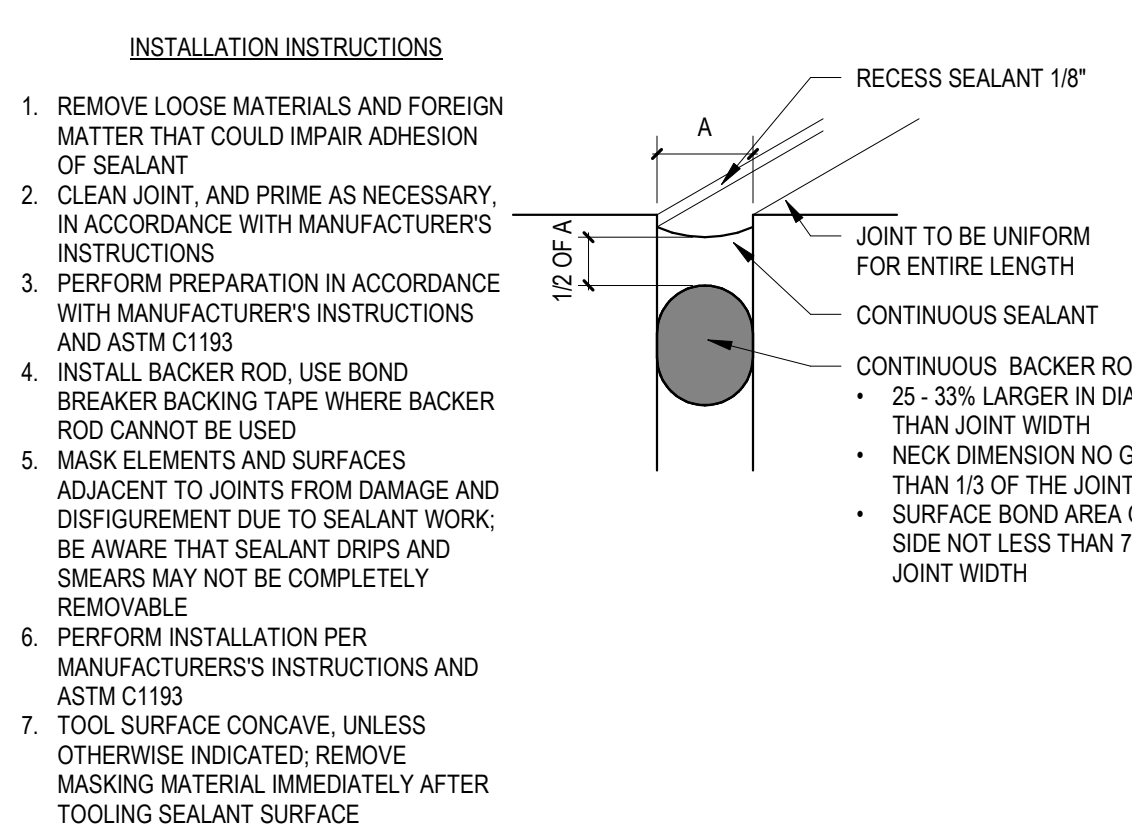 INSTALLATION INSTRUCTIONS
1. REMOVE LOOSE MATERIALS AND FOREIGN
MATTER THAT COULD IMPAIR ADHESION
OF SEALANT
2. CLEAN JOINT, AND PRIME AS NECESSARY,
IN ACCORDANCE WITH MANUFACTURER'S
INSTRUCTIONS
3. PERFORM PREPARATION IN ACCORDANCE
WITH MANUFACTURER'S INSTRUCTIONS
AND ASTM C1193
4. INSTALL BACKER ROD, USE BOND
BREAKER BACKING TAPE WHERE BACKER
ROD CANNOT BE USED
5. MASK ELEMENTS AND SURFACES
ADJACENT TO JOINTS FROM DAMAGE AND
DISFIGUREMENT DUE TO SEALANT WORK;
BE AWARE THAT SEALANT DRIPS AND
SMEARS MAY NOT BE COMPLETELY
REMOVABLE
6. PERFORM INSTALLATION PER
MANUFACTURERS'S INSTRUCTIONS AND
ASTM C1193
7. TOOL SURFACE CONCAVE, UNLESS
OTHERWISE INDICATED; REMOVE
MASKING MATERIAL IMMEDIATELY AFTER
TOOLING SEALANT SURFACE
A
1/2 OF A
RECESS SEALANT 1/8"
JOINT TO BE UNIFORM
FOR ENTIRE LENGTH
CONTINUOUS SEALANT
CONTINUOUS BACKER
• 25 - 33% LARGER IN
THAN JOINT WIDTH
• NECK DIMENSION NO
THAN 1/3 OF THE JOINT
• SURFACE BOND AREA
SIDE NOT LESS THAN
JOINT WIDTH